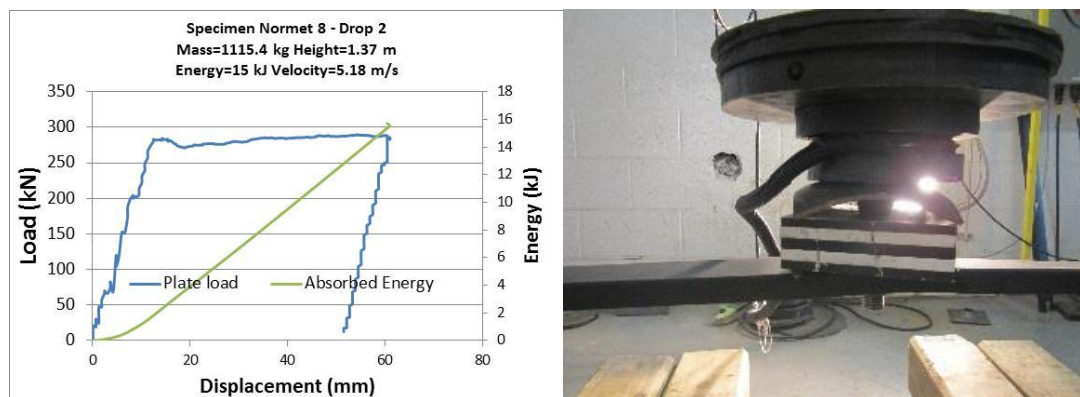 Specimen Normet 8 - Drop 2
Mass=1115.4 kg Height=1.37 m
Energy=15 kJ Velocity=5.18 m/s
350
300
250
200
150
100
50
0
Load (kN)
18
16
14
12
10
8
6
4
2
0
Energy (kJ)
Plate load
Absorbed Energy
0
20
40
60
80
Displacement (mm)